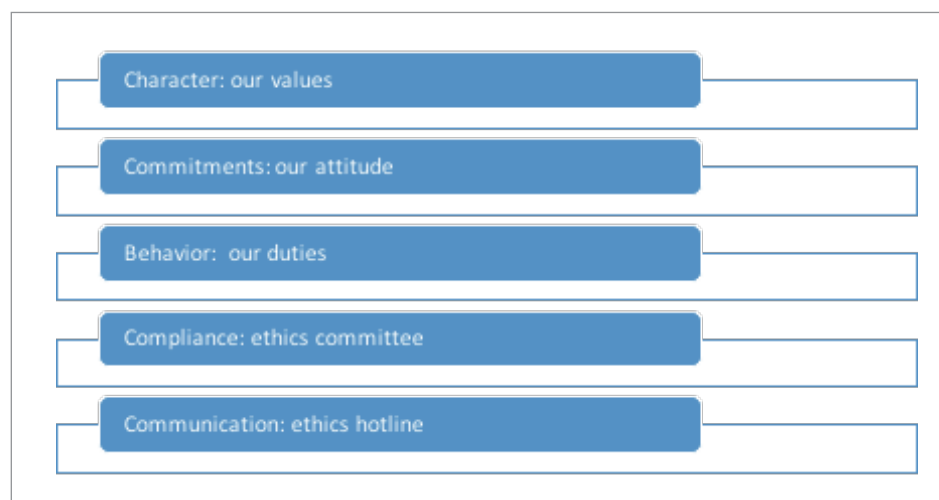 Character: our values
Commitments: our attitude
Behavior: our duties
Compliance: ethics committee
Communication: ethics hotline